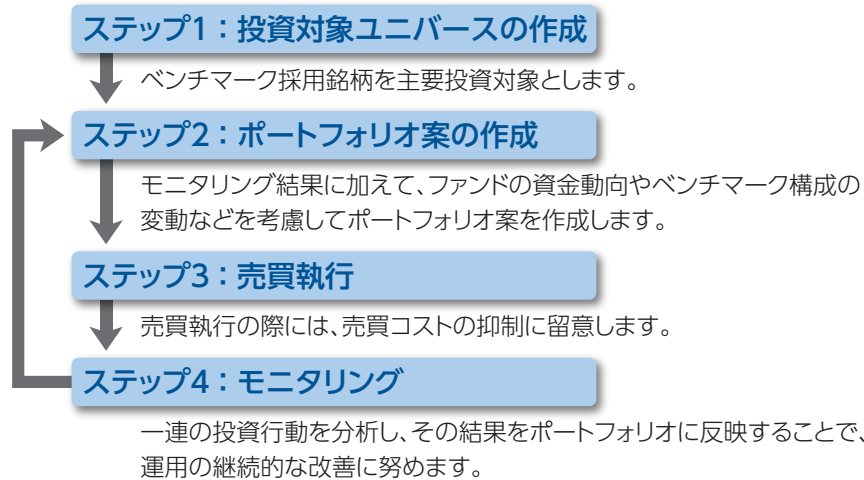 ステップ1：投資対象ユニバースの作成
ベンチマーク採用銘柄を主要投資対象とします。
ステップ2：ポートフォリオ案の作成
モニタリング結果に加えて、ファンドの資金動向やベンチマーク構成の
変動などを考慮してポートフォリオ案を作成します。
ステップ3：売買執行
売買執行の際には、売買コストの抑制に留意します。
ステップ4：モニタリング
一連の投資行動を分析し、その結果をポートフォリオに反映することで、
運用の継続的な改善に努めます。